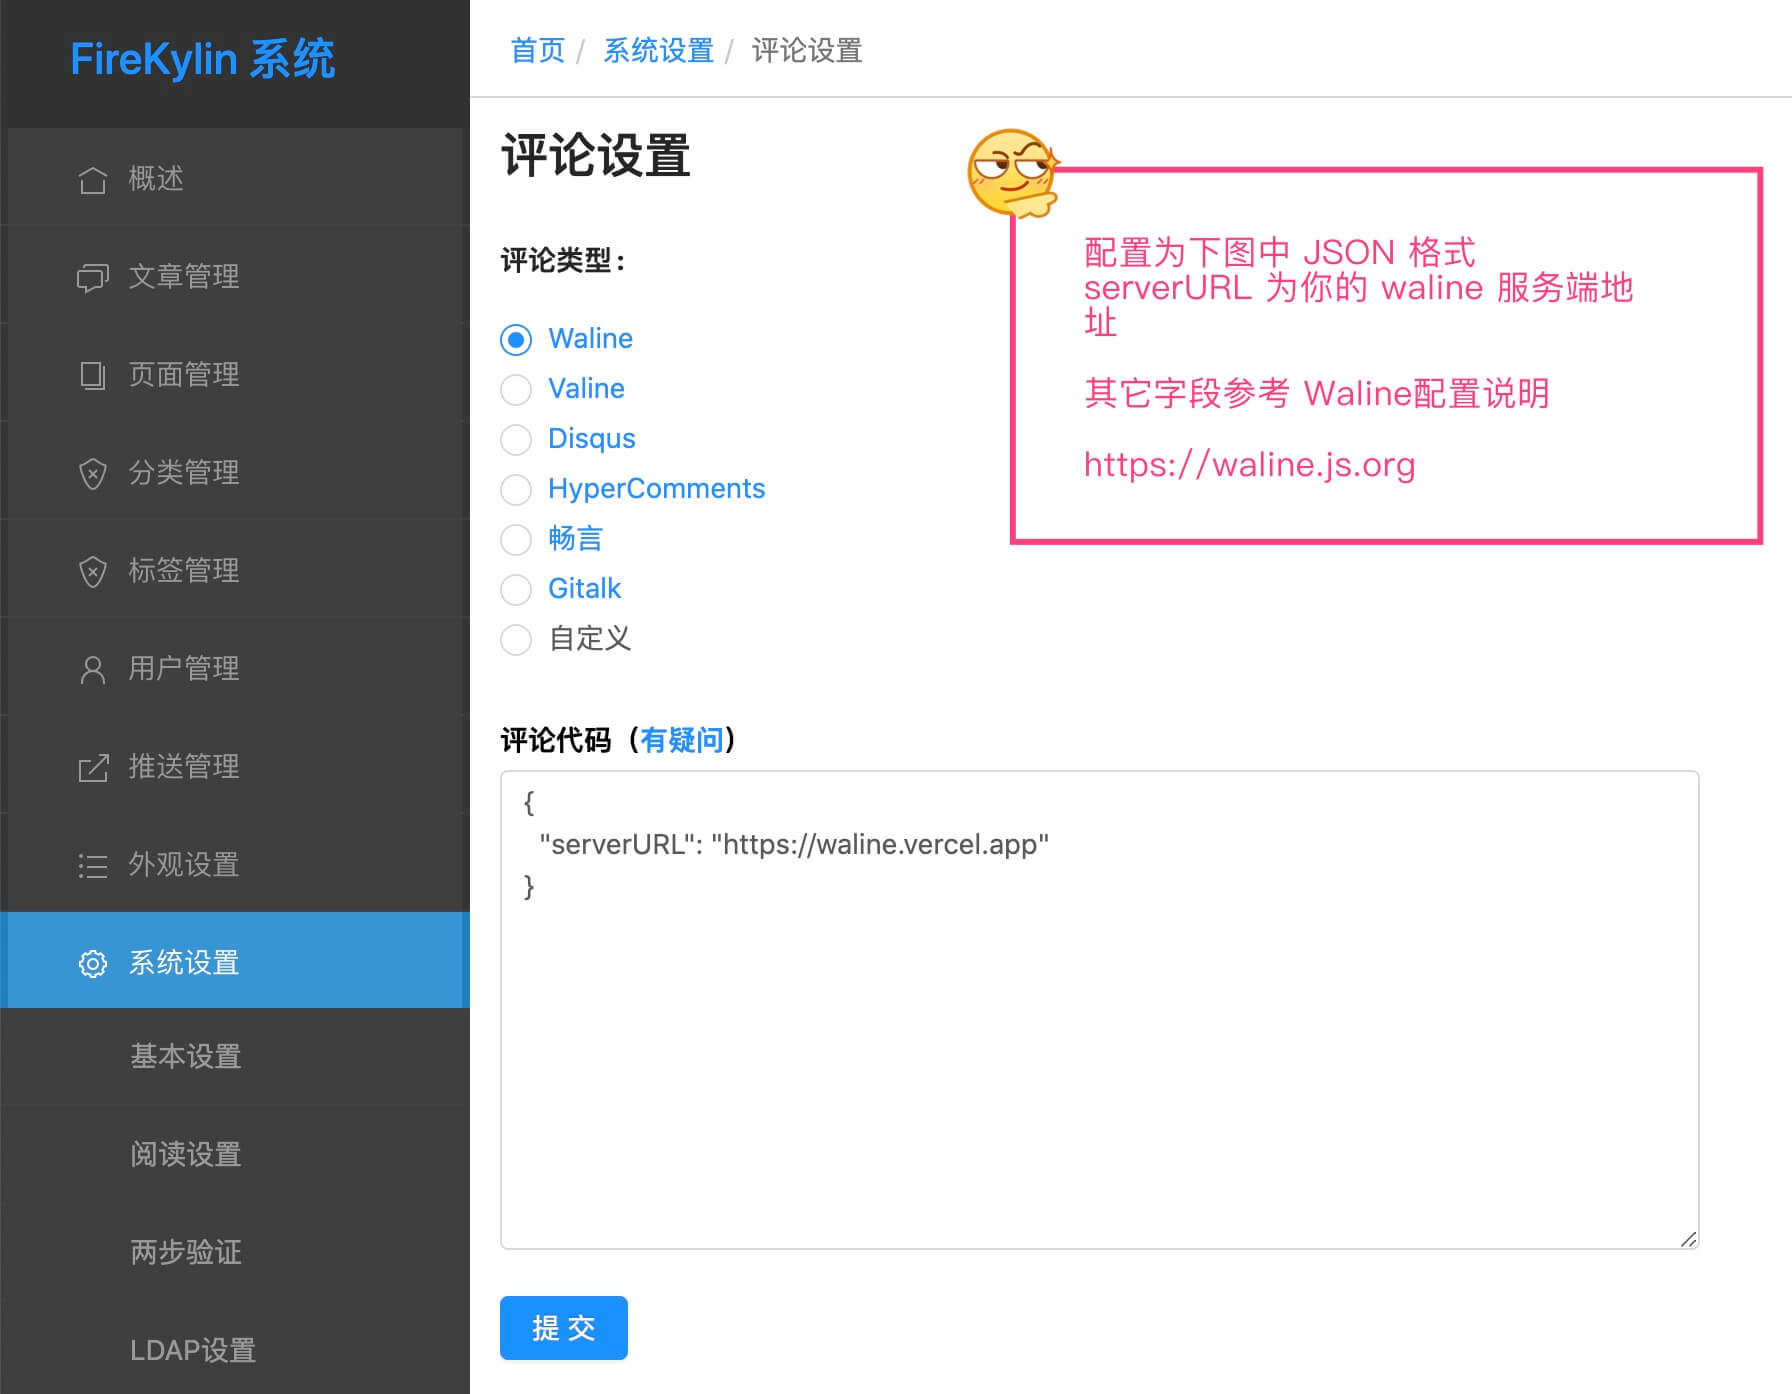 FireKylin 系统
概述
文章管理
页面管理
分类管理
标签管理
用户管理
推送管理
外观设置
系统设置
基本设置
阅读设置
两步验证
LDAP设置
首页 / 系统设置 / 评论设置
评论设置
评论类型:
Waline
Valine
Disqus
HyperComments
畅言
Gitalk
自定义
配置为下图中 JSON 格式
serverURL 为你的 waline 服务端地
址
其它字段参考 Waline配置说明
https://waline.js.org
评论代码（有疑问）
{
"serverURL": "https://waline.vercel.app"
}
提 交